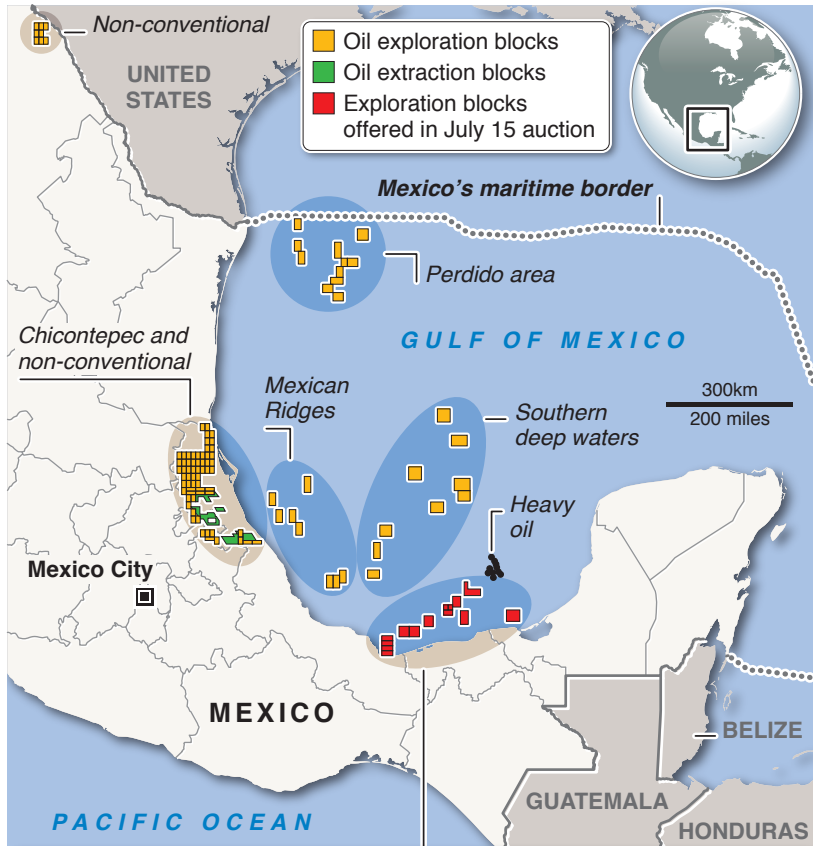 Non-conventional
UNITED
STATES
Oil exploration blocks
Oil extraction blocks
Exploration blocks
offered in July 15 auction
Mexico's maritime border
Perdido area
Chicontepec and
non-conventional
GULF OF MEXICO
Mexican
Ridges
300km
200 miles
Southern
deep waters
Heavy
oil
Mexico City
MEXICO
BELIZE
GUATEMALA
PACIFIC OCEAN
HONDURAS